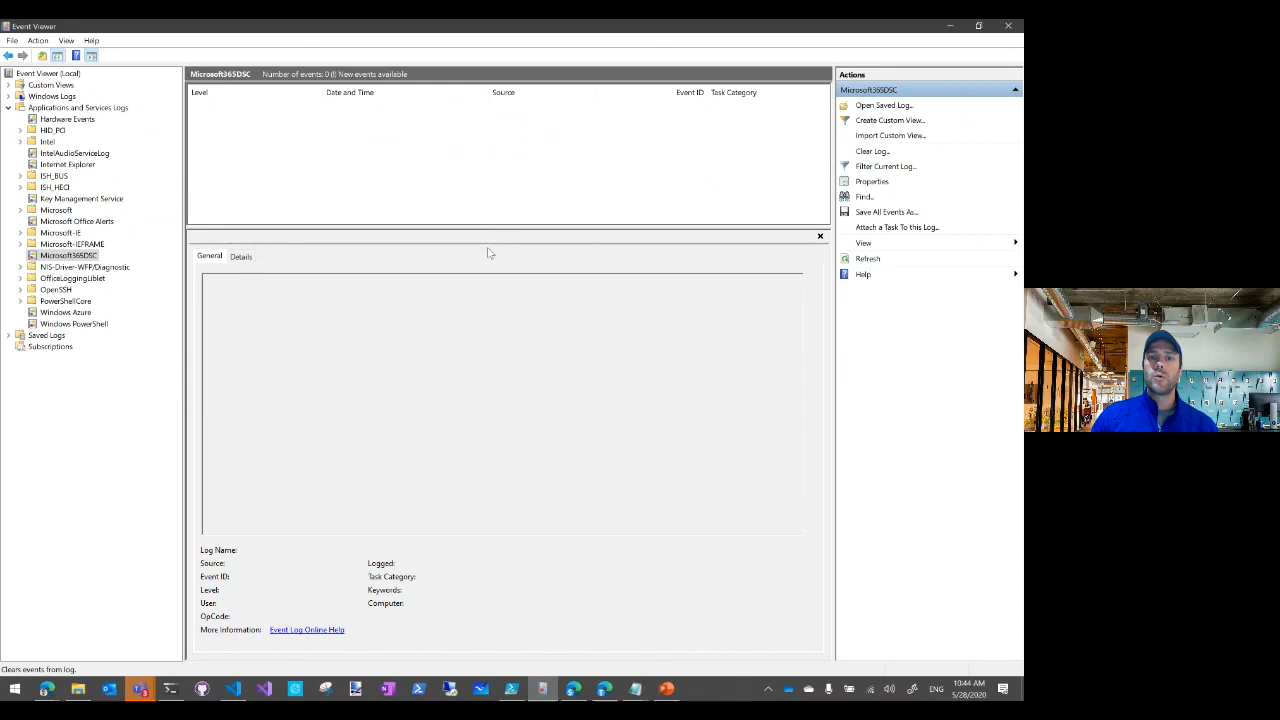 Event Viewer
File Action View Help
Event Viewer (Local)
Custom Views
Windows Logs
Applications and Services Logs
Hardware Events
HID_PCI
Intel
IntelAudioServiceLog
Internet Explorer
ISH_BUS
ISH_HECI
Key Management Service
Microsoft
Microsoft Office Alerts
Microsoft-IE
Microsoft-IEFRAME
Microsoft365DSC
NIS-Driver-WFP/Diagnostic
OfficeLoggingLiblet
OpenSSH
PowerShellCore
Windows Azure
Windows PowerShell
Saved Logs
Subscriptions
Microsoft365DSC Number of events: 0 (!) New events available
Level Date and Time Source Event ID Task Category
General Details
Log Name:
Source: Logged:
Event ID: Task Category:
Level: Keywords:
User: Computer:
OpCode:
More Information: Event Log Online Help
Actions
Microsoft365DSC
Open Saved Log...
Create Custom View...
Import Custom View...
Clear Log...
Filter Current Log...
Properties
Find...
Save All Events As...
Attach a Task To this Log...
View
Refresh
Help
Clears events from log.
ENG
10:44 AM
5/28/2020